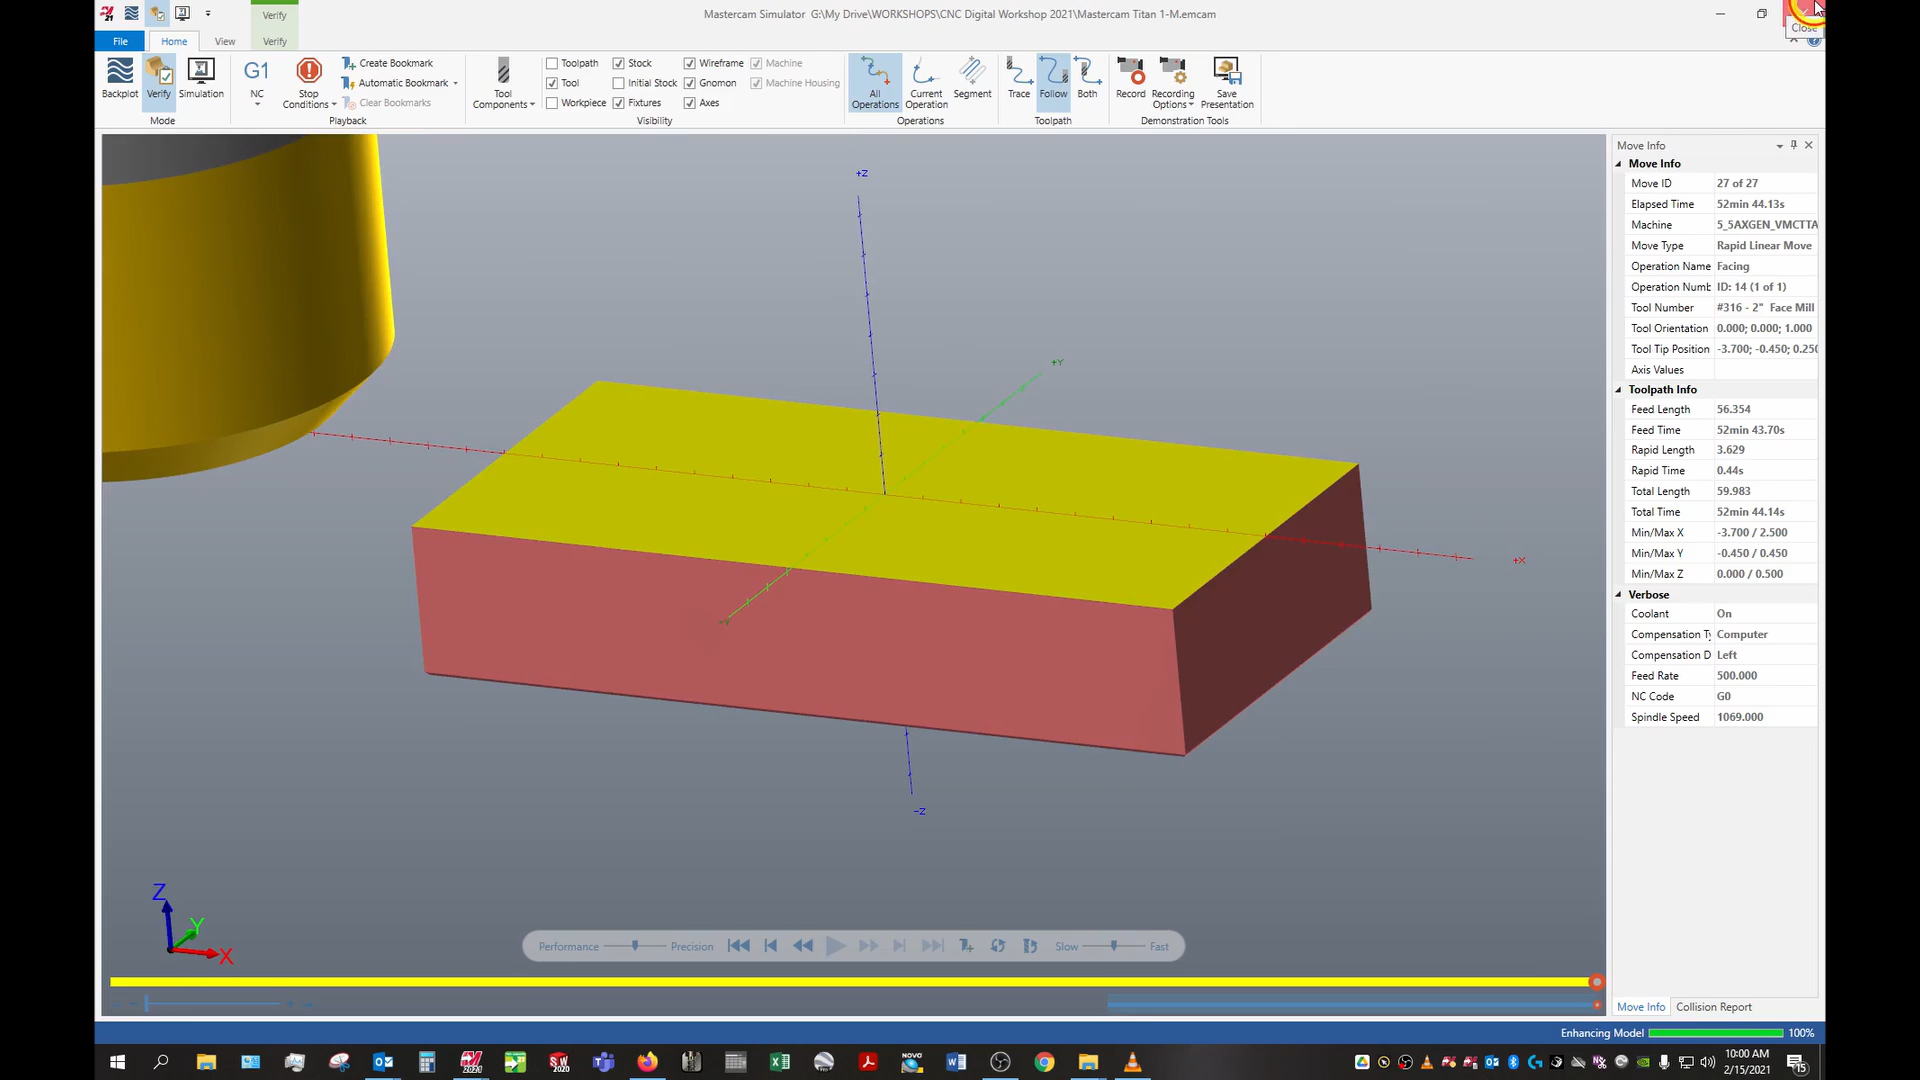 Verify
Mastercam Simulator  G:\My Drive\WORKSHOPS\CNC Digital Workshop 2021\Mastercam Titan 1-M.emcam
Close
File
Home
View
Verify
Backplot
Verify
Simulation
Mode
G1
NC
Stop Conditions
Create Bookmark
Automatic Bookmark
Clear Bookmarks
Playback
Tool Components
Toolpath
Tool
Workpiece
Stock
Initial Stock
Fixtures
Wireframe
Gnomon
Axes
Machine
Machine Housing
Visibility
All Operations
Current Operation
Segment
Operations
Trace
Follow
Both
Toolpath
Record
Recording Options
Save Presentation
Demonstration Tools
Move Info
Move Info
Move ID 27 of 27
Elapsed Time 52min 44.13s
Machine 5_5AXGEN_VMCTTA
Move Type Rapid Linear Move
Operation Name Facing
Operation Numb ID: 14 (1 of 1)
Tool Number #316 - 2" Face Mill
Tool Orientation 0.000; 0.000; 1.000
Tool Tip Position -3.700; -0.450; 0.250
Axis Values
Toolpath Info
Feed Length 56.354
Feed Time 52min 43.70s
Rapid Length 3.629
Rapid Time 0.44s
Total Length 59.983
Total Time 52min 44.14s
Min/Max X -3.700 / 2.500
Min/Max Y -0.450 / 0.450
Min/Max Z 0.000 / 0.500
Verbose
Coolant On
Compensation Ty Computer
Compensation D Left
Feed Rate 500.000
NC Code G0
Spindle Speed 1069.000
+Z
+Y
+X
-Y
-Z
Z
Y
X
Performance
Precision
Slow
Fast
Move Info
Collision Report
Enhancing Model
100%
10:00 AM
2/15/2021
15